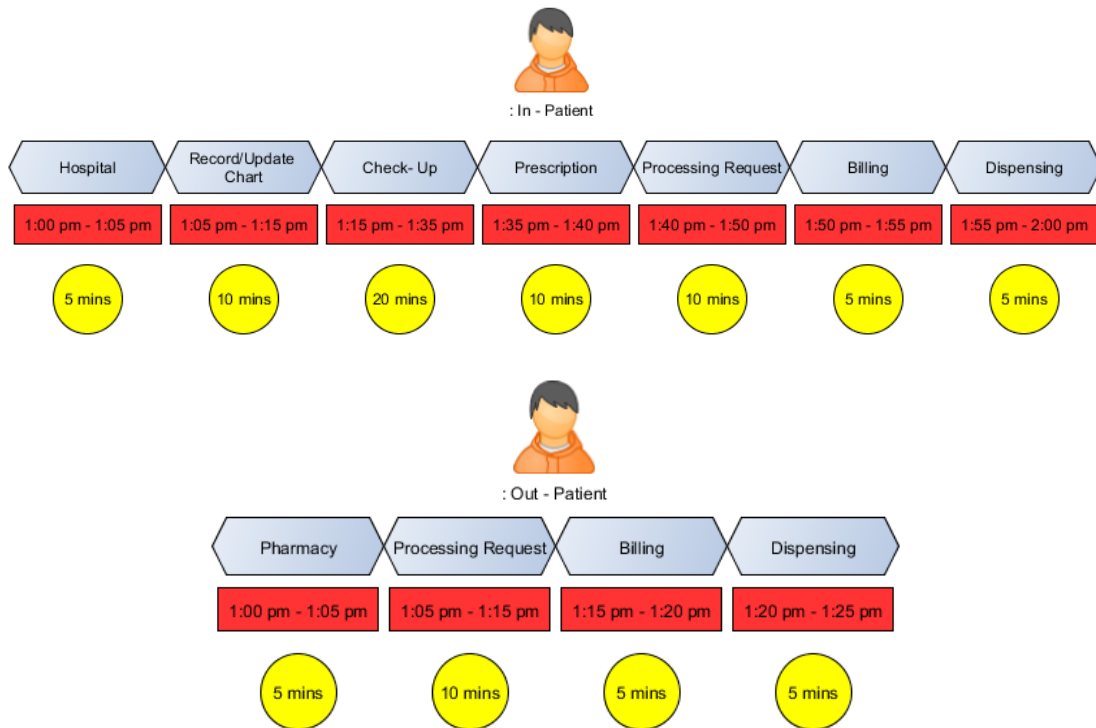 : In - Patient
Hospital
Record/Update
Chart
Check- Up
Prescription
Processing Request
Billing
Dispensing
1:00 pm - 1:05 pm
1:05 pm - 1:15 pm
1:15 pm - 1:35 pm
1:35 pm - 1:40 pm
1:40 pm - 1:50 pm
1:50 pm - 1:55 pm
1:55 pm - 2:00 pm
5 mins
10 mins
20 mins
10 mins
10 mins
5 mins
5 mins
: Out - Patient
Pharmacy
Processing Request
Billing
Dispensing
1:00 pm - 1:05 pm
1:05 pm - 1:15 pm
1:15 pm - 1:20 pm
1:20 pm - 1:25 pm
5 mins
10 mins
5 mins
5 mins